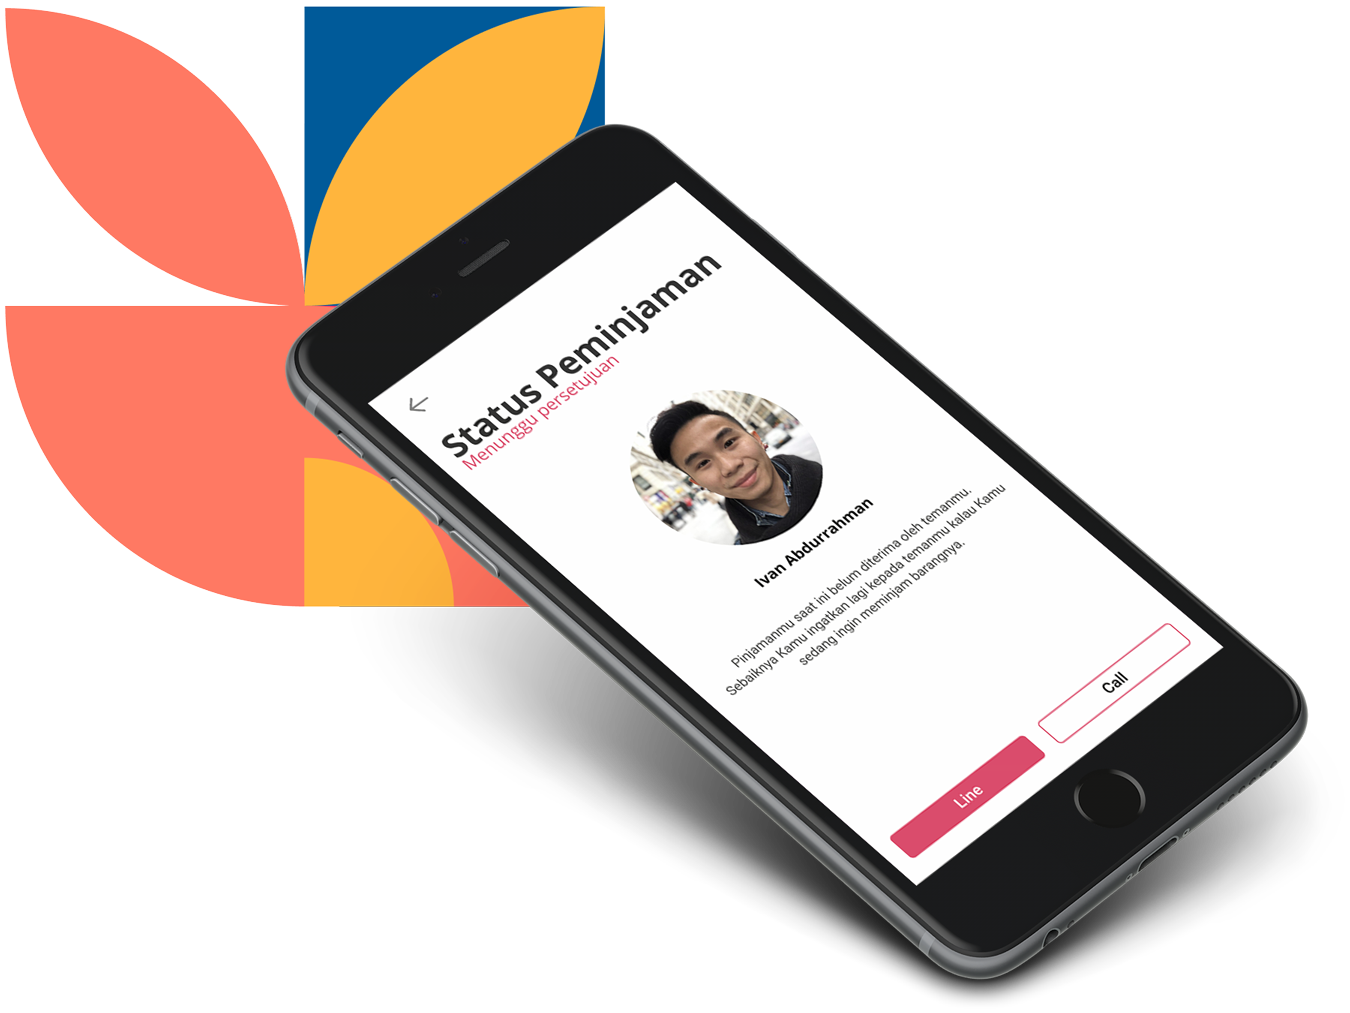 Status Peminjaman
Menunggu persetujuan
Ivan Abdurrahman
Pinjamanmu saat ini belum diterima oleh temanmu.
Sebaiknya Kamu ingatkan lagi kepada temanmu kalau Kamu
sedang ingin meminjam barangnya.
Line
Call